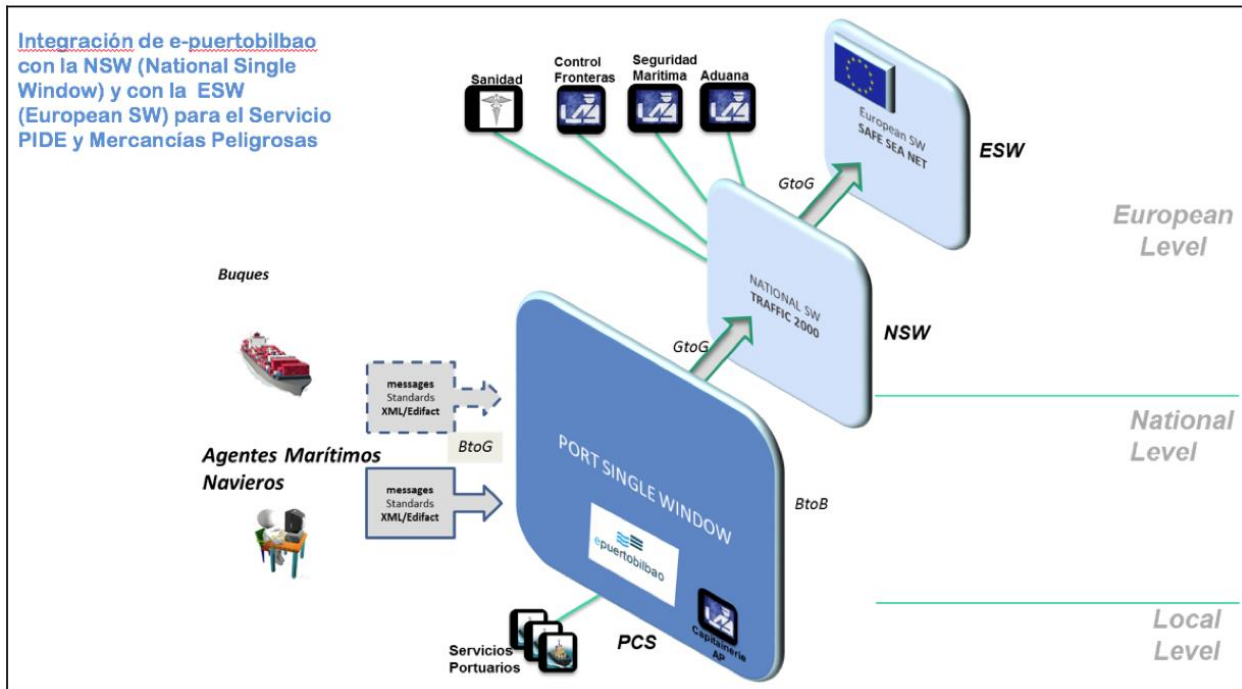 Integración de e-puertobilbao
con la NSW (National Single
Window) y con la ESW
(European SW) para el Servicio
PIDE y Mercancías Peligrosas
Sanidad
Control
Fronteras
Seguridad
Maritima
Aduana
European SW
SAFE SEA NET
ESW
GtoG
European
Level
NATIONAL SW
TRAFFIC 2000
NSW
GtoG
Buques
messages
Standards
XML/Edifact
BtoG
National
Level
Agentes Marítimos
Navieros
messages
Standards
XML/Edifact
PORT SINGLE WINDOW
BtoB
epuertobilbao
Servicios
Portuarios
PCS
Capitainerie
AP
Local
Level